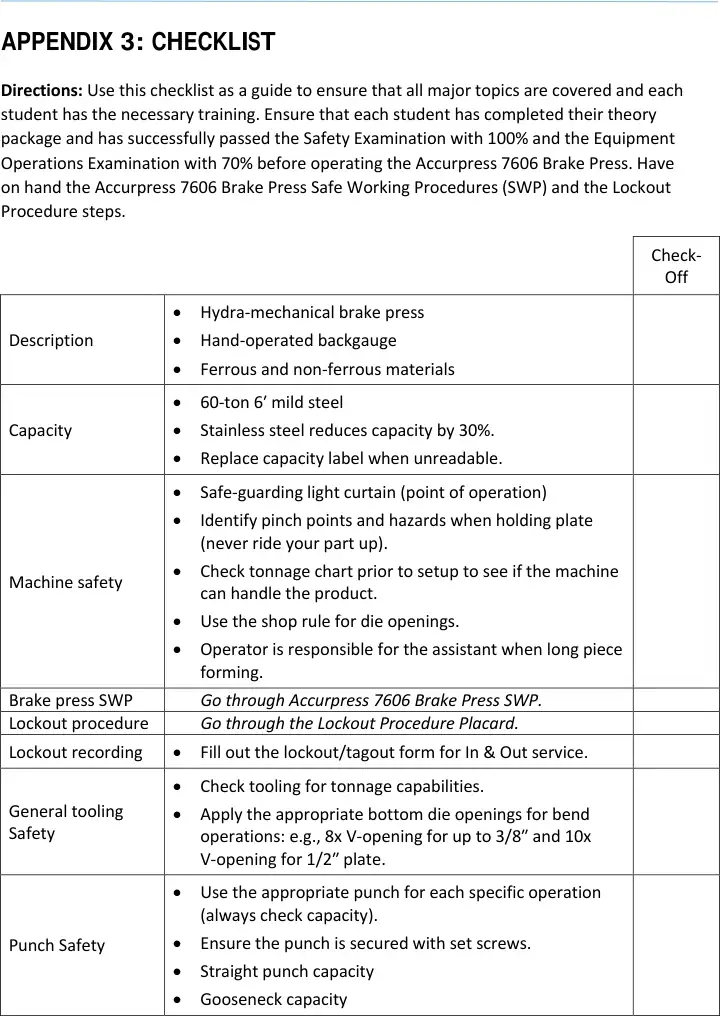 APPENDIX 3: CHECKLIST
Directions: Use this checklist as a guide to ensure that all major topics are covered and each
student has the necessary training. Ensure that each student has completed their theory
package and has successfully passed the Safety Examination with 100% and the Equipment
Operations Examination with 70% before operating the Accurpress 7606 Brake Press. Have
on hand the Accurpress 7606 Brake Press Safe Working Procedures (SWP) and the Lockout
Procedure steps.
Check-
Off
Description
• Hydra-mechanical brake press
• Hand-operated backgauge
• Ferrous and non-ferrous materials
Capacity
• 60-ton 6′ mild steel
• Stainless steel reduces capacity by 30%.
• Replace capacity label when unreadable.
Machine safety
• Safe-guarding light curtain (point of operation)
• Identify pinch points and hazards when holding plate
(never ride your part up).
• Check tonnage chart prior to setup to see if the machine
can handle the product.
• Use the shop rule for die openings.
• Operator is responsible for the assistant when long piece
forming.
Brake press SWP
Go through Accurpress 7606 Brake Press SWP.
Lockout procedure
Go through the Lockout Procedure Placard.
Lockout recording
• Fill out the lockout/tagout form for In & Out service.
General tooling
Safety
• Check tooling for tonnage capabilities.
• Apply the appropriate bottom die openings for bend
operations: e.g., 8x V-opening for up to 3/8″ and 10x
V-opening for 1/2″ plate.
Punch Safety
• Use the appropriate punch for each specific operation
(always check capacity).
• Ensure the punch is secured with set screws.
• Straight punch capacity
• Gooseneck capacity